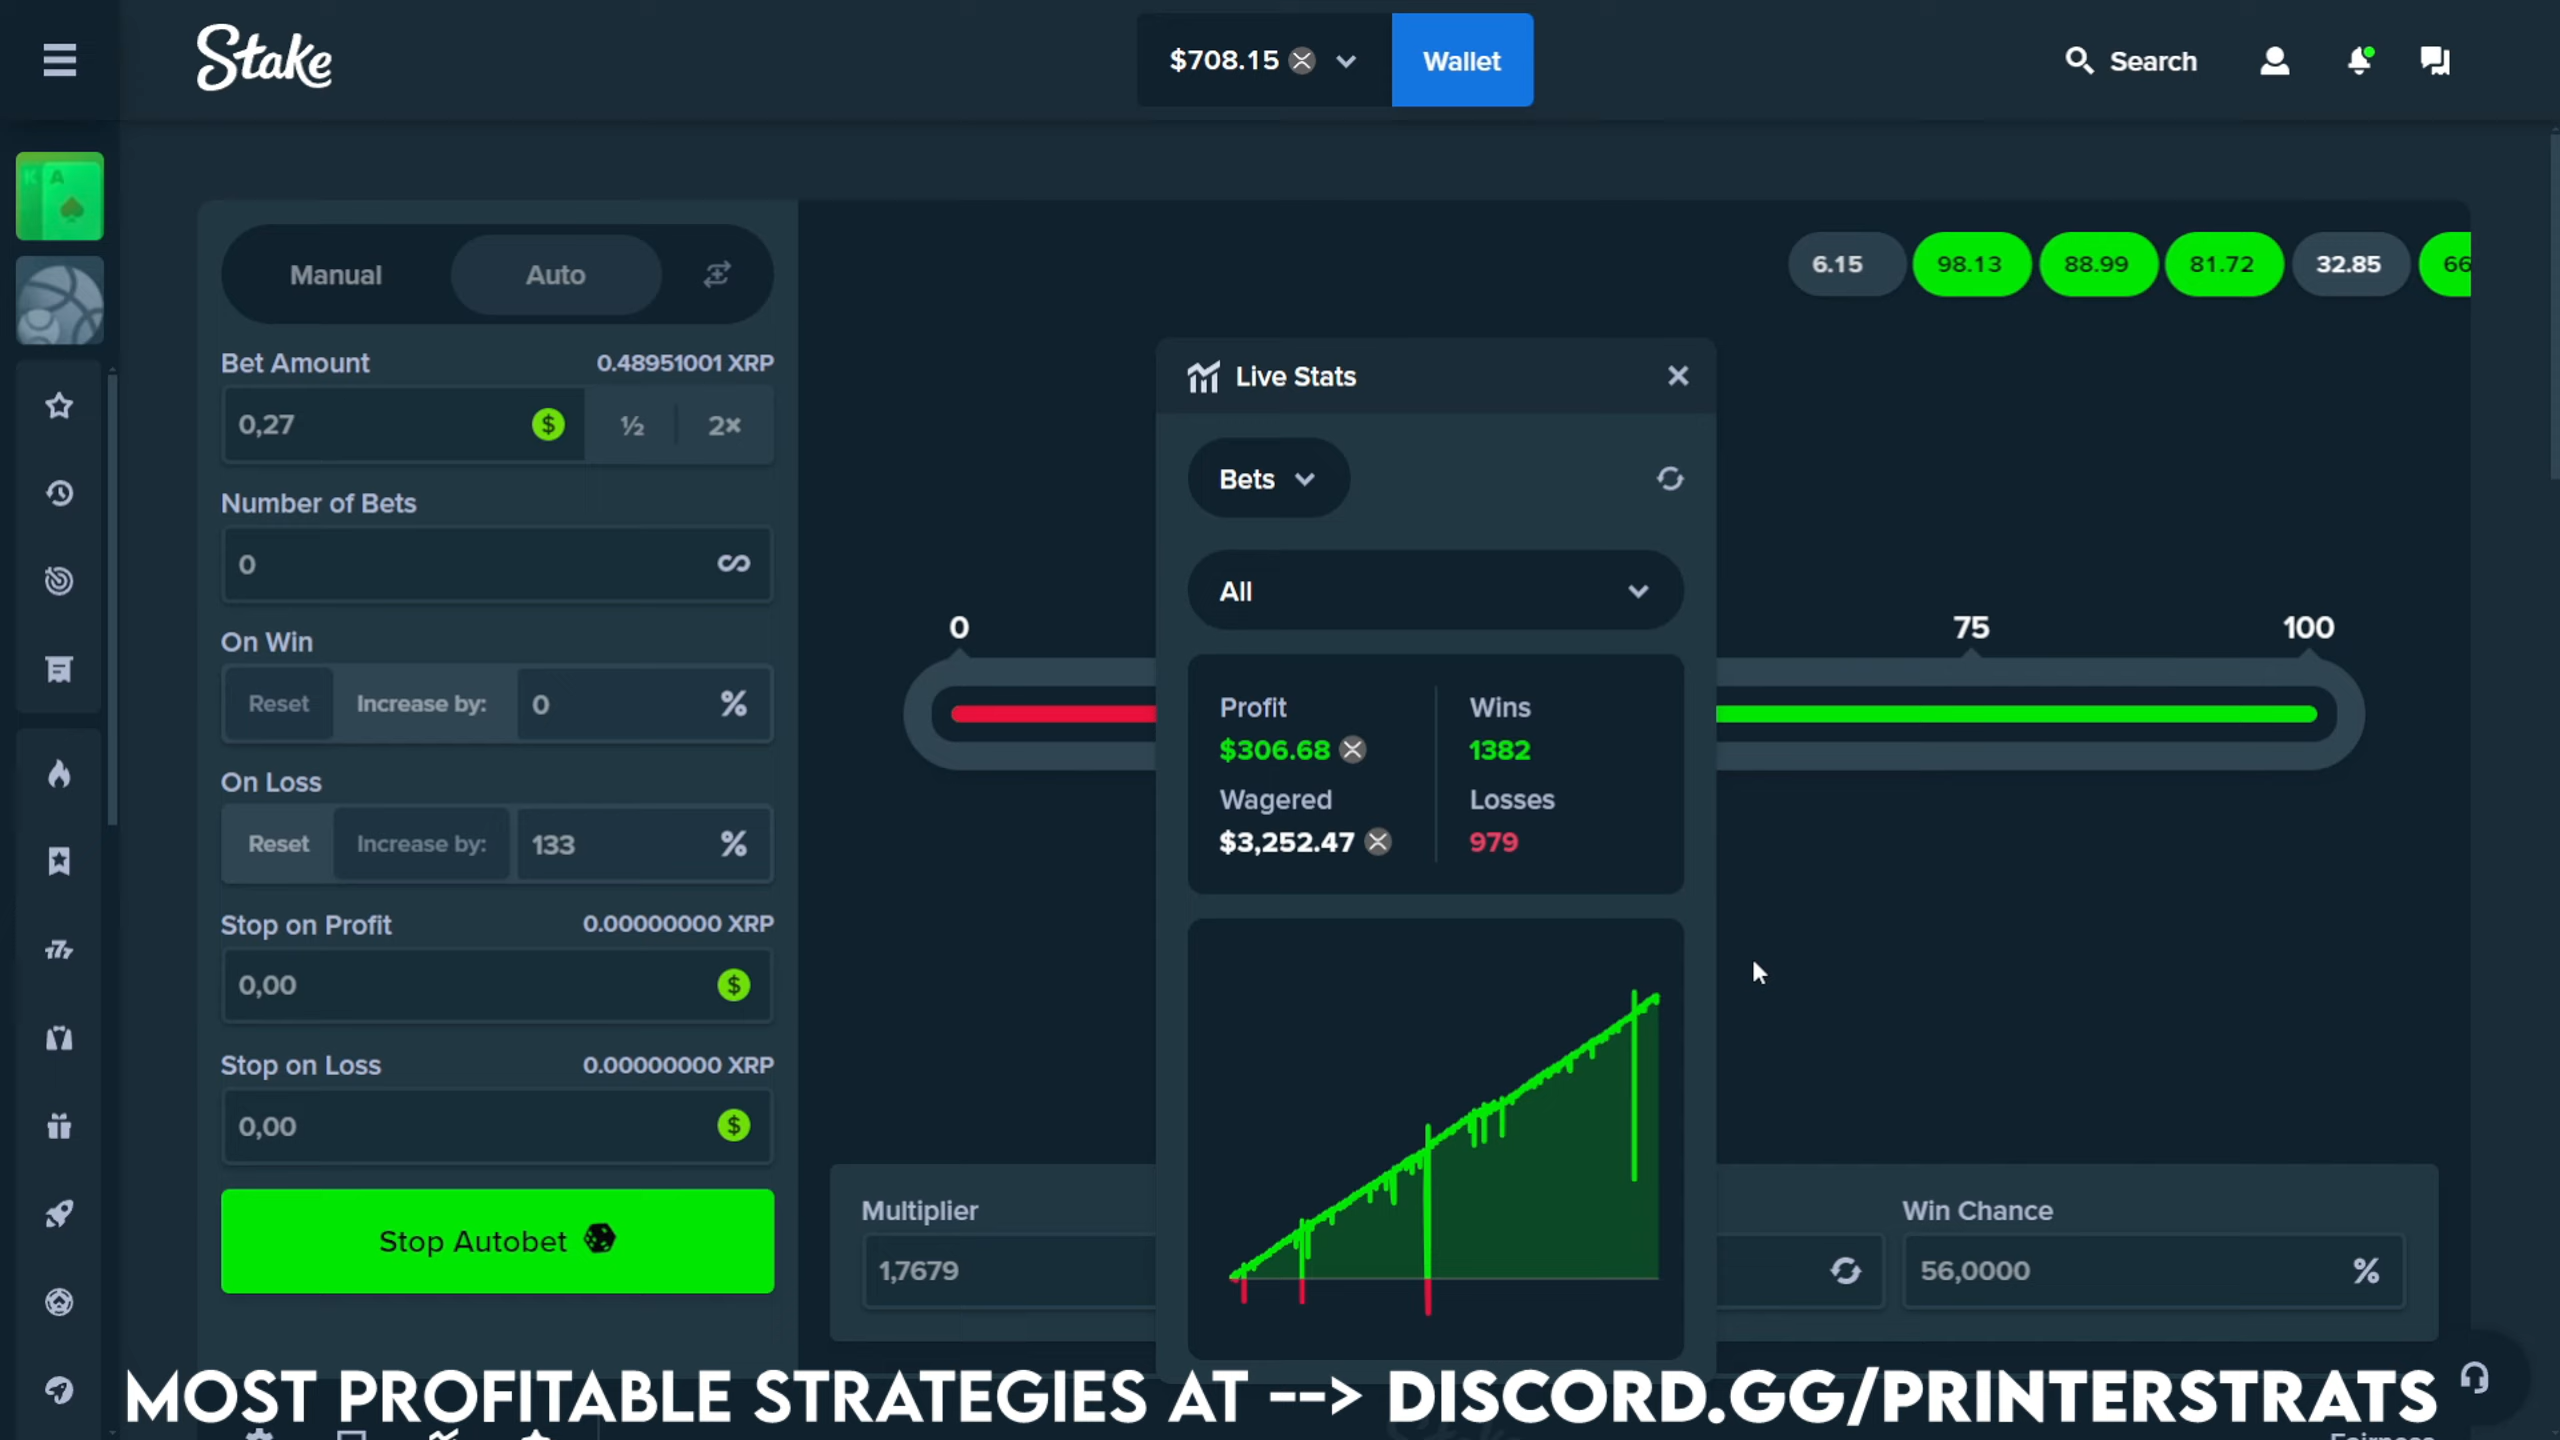 Stake
$708.15
Wallet
Search
Manual
Auto
6.15
98.13
88.99
81.72
32.85
66
Bet Amount
0.48951001 XRP
0,27
$
½
2×
Number of Bets
0
On Win
Reset
Increase by:
0
%
On Loss
Reset
Increase by:
133
%
Stop on Profit
0.00000000 XRP
0,00
$
Stop on Loss
0.00000000 XRP
0,00
$
Stop Autobet
Live Stats
Bets
All
Profit
$306.68
Wins
1382
Wagered
$3,252.47
Losses
979
0
75
100
Multiplier
1,7679
Win Chance
56,0000
%
MOST PROFITABLE STRATEGIES AT --> DISCORD.GG/PRINTERSTRATS